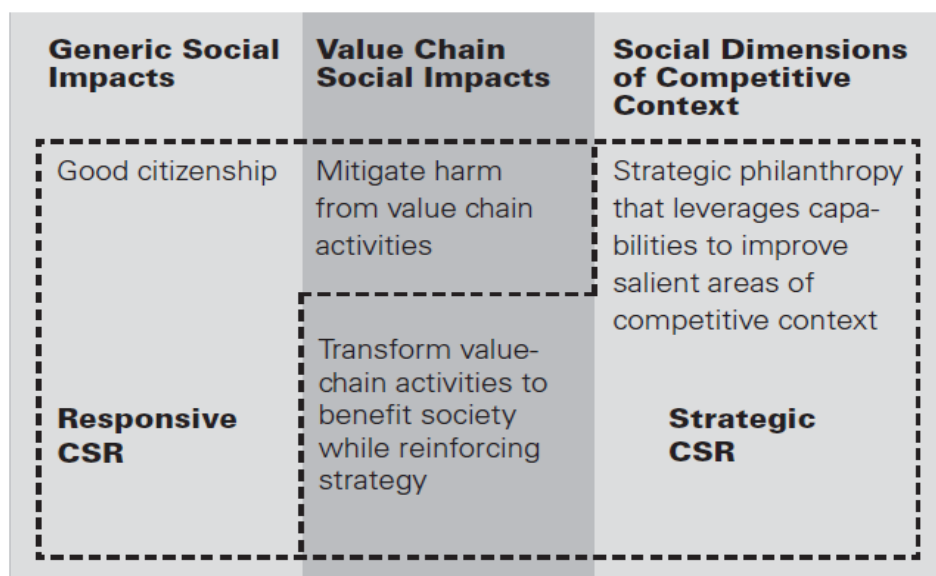 Generic Social
Impacts
Value Chain
Social Impacts
Social Dimensions
of Competitive
Context
Good citizenship
Mitigate harm
from value chain
activities
Strategic philanthropy
that leverages capa-
bilities to improve
salient areas of
competitive context
Transform value-
chain activities to
benefit society
while reinforcing
strategy
Responsive
CSR
Strategic
CSR